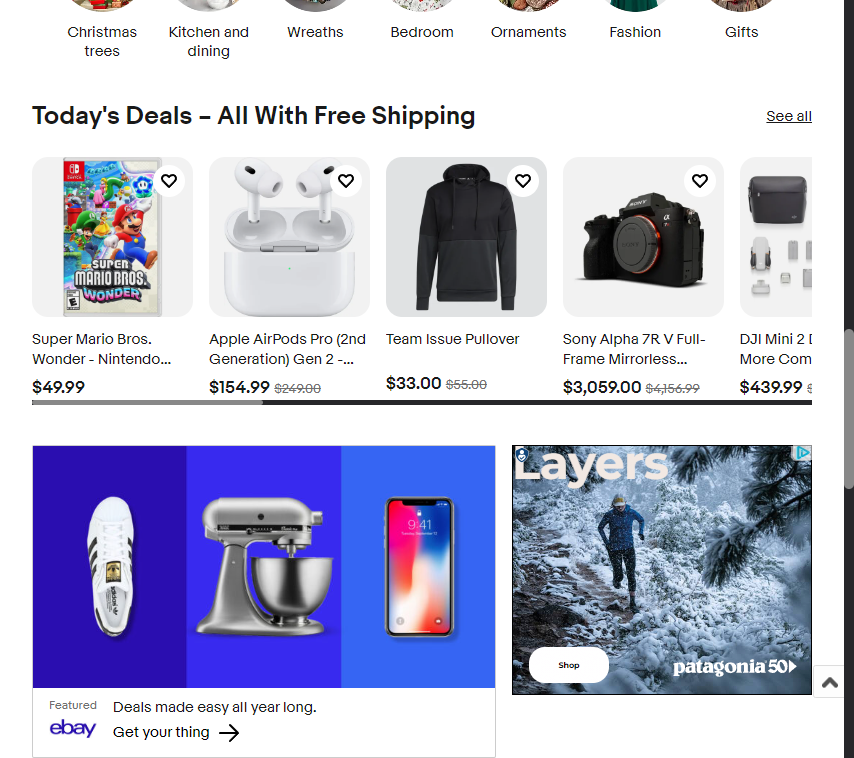 Christmas trees
Kitchen and dining
Wreaths
Bedroom
Ornaments
Fashion
Gifts
Today's Deals – All With Free Shipping
See all
SUPER
MARIO BROS.
WONDER
SONY
Super Mario Bros.
Wonder - Nintendo...
$49.99
Apple AirPods Pro (2nd
Generation) Gen 2 -...
$154.99 $249.00
Team Issue Pullover
$33.00 $55.00
Sony Alpha 7R V Full-
Frame Mirrorless...
$3,059.00 $4,156.99
DJI Mini 2
More Com
$439.99
9:41
Layers
Shop
patagonia 50
Featured
ebay
Deals made easy all year long.
Get your thing